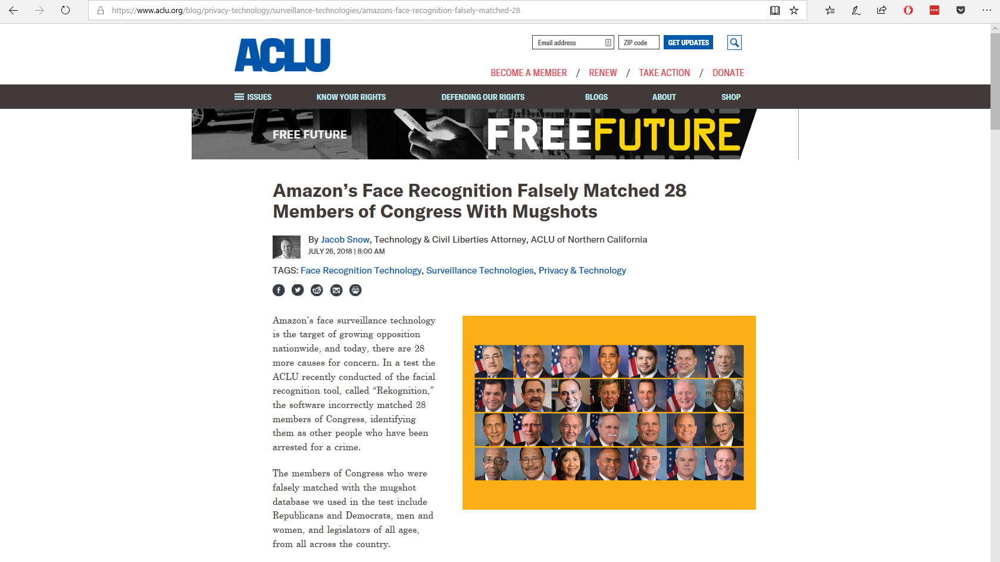 https://www.aclu.org/blog/privacy-technology/surveillance-technologies/amazons-face-recognition-falsely-matched-28
ACLU
Email address
ZIP code
GET UPDATES
BECOME A MEMBER / RENEW / TAKE ACTION / DONATE
ISSUES
KNOW YOUR RIGHTS
DEFENDING OUR RIGHTS
BLOGS
ABOUT
SHOP
FREE FUTURE
FREEFUTURE
Amazon’s Face Recognition Falsely Matched 28
Members of Congress With Mugshots
By Jacob Snow, Technology & Civil Liberties Attorney, ACLU of Northern California
JULY 26, 2018 | 8:00 AM
TAGS: Face Recognition Technology, Surveillance Technologies, Privacy & Technology
Amazon’s face surveillance technology
is the target of growing opposition
nationwide, and today, there are 28
more causes for concern. In a test the
ACLU recently conducted of the facial
recognition tool, called “Rekognition,”
the software incorrectly matched 28
members of Congress, identifying
them as other people who have been
arrested for a crime.
The members of Congress who were
falsely matched with the mugshot
database we used in the test include
Republicans and Democrats, men and
women, and legislators of all ages,
from all across the country.